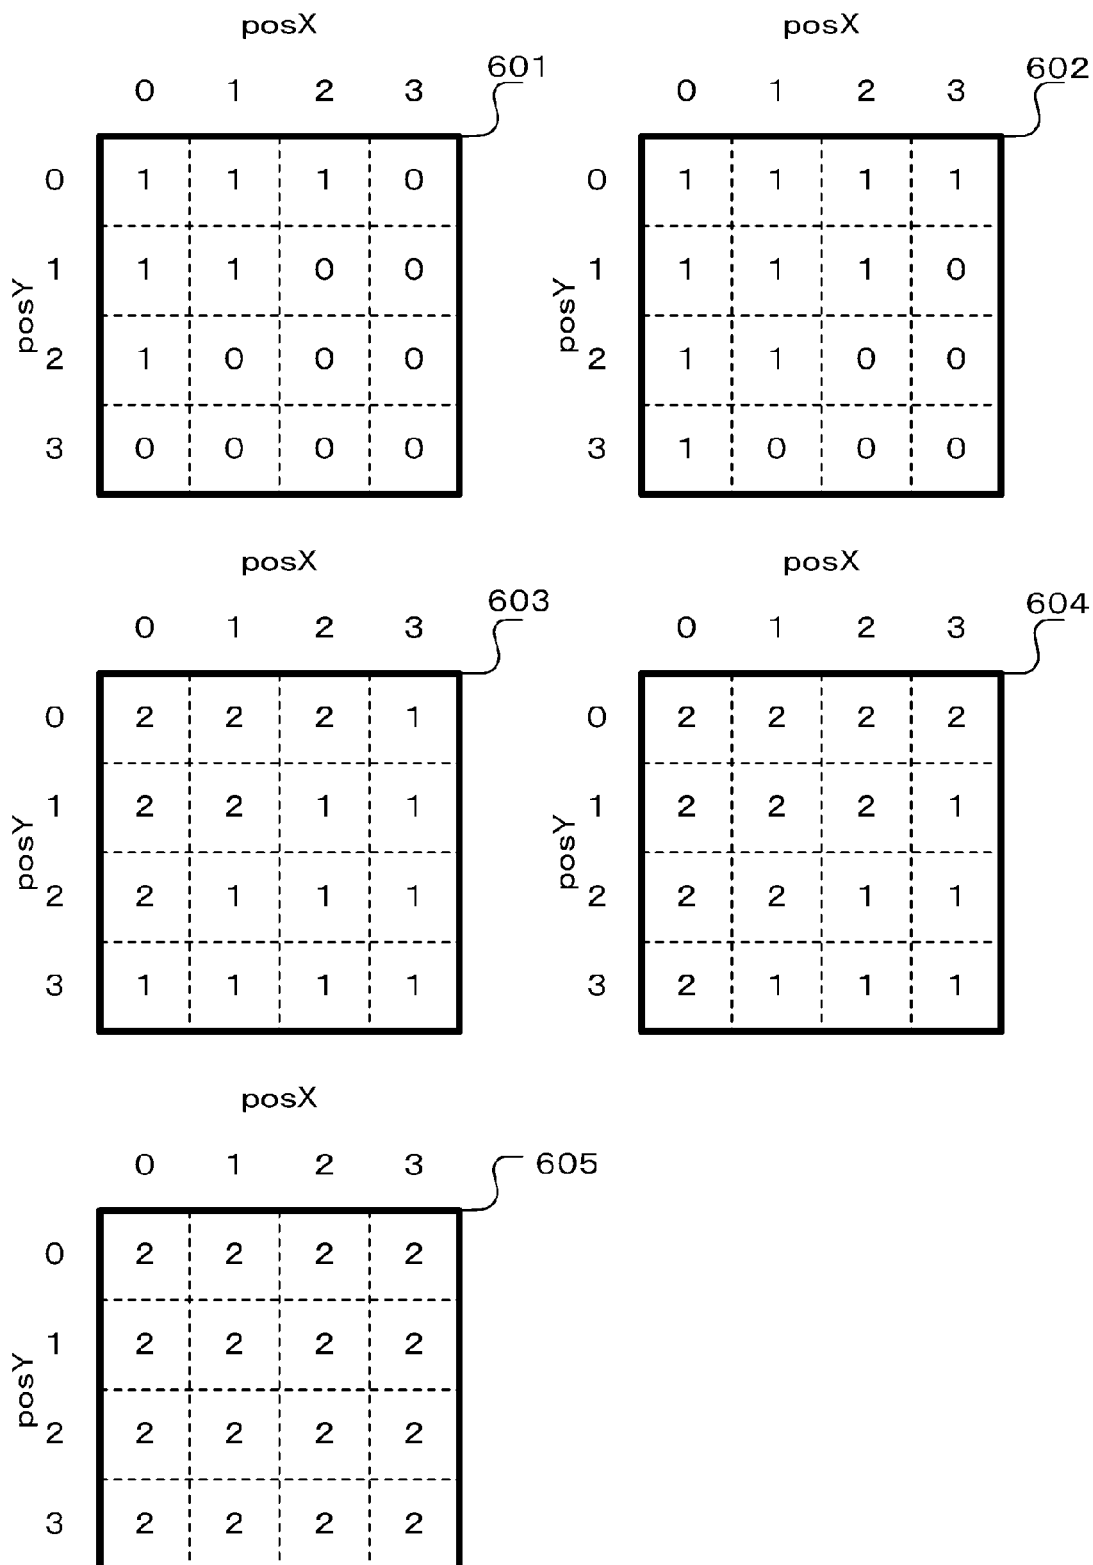 posX posX
601 602
0 1 2 3 0 1 2 3
0 1 1 1 0 0 1 1 1 1
1 1 1 0 0 1 1 1 1 0
posY posY
2 1 0 0 0 2 1 1 0 0
3 0 0 0 0 3 1 0 0 0
posX posX
603 604
0 1 2 3 0 1 2 3
0 2 2 2 1 0 2 2 2 2
1 2 2 1 1 1 2 2 2 1
posY posY
2 2 1 1 1 2 2 2 1 1
3 1 1 1 1 3 2 1 1 1
posX
0 1 2 3 605
0 2 2 2 2
1 2 2 2 2
posY
2 2 2 2 2
3 2 2 2 2